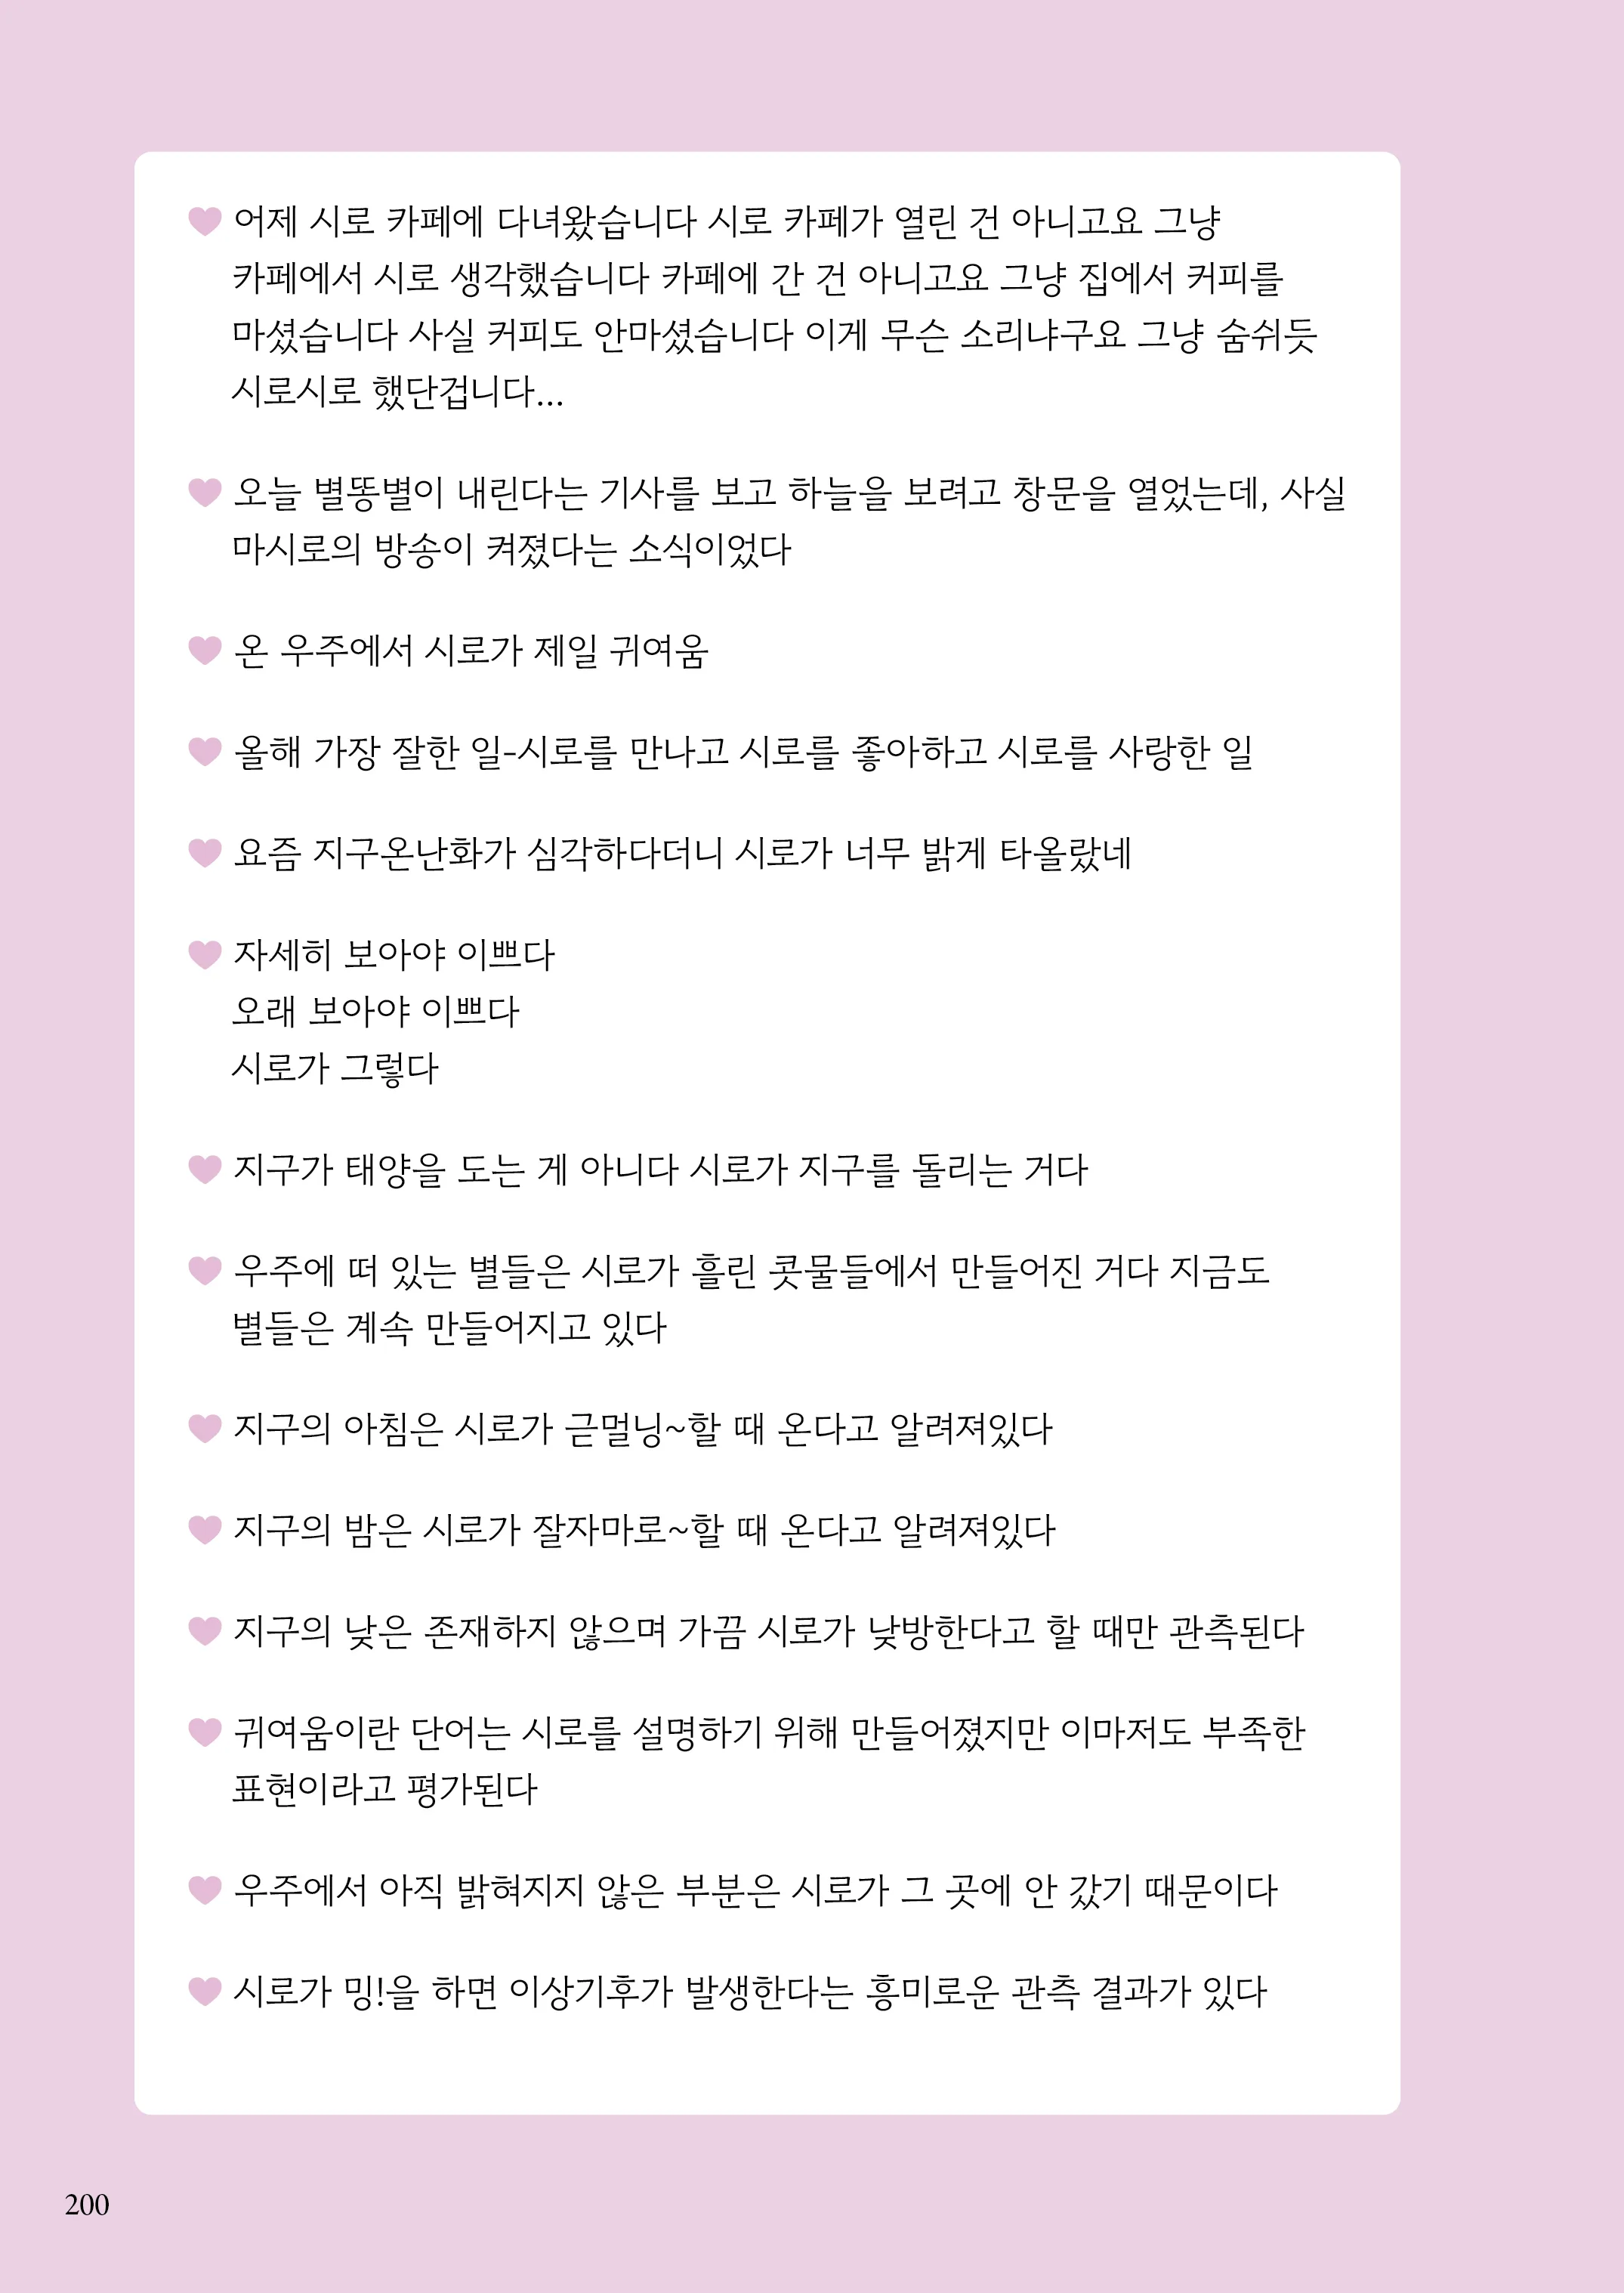 어제 시로 카페에 다녀왔습니다 시로 카페가 열린 건 아니고요 그냥
카페에서 시로 생각했습니다 카페에 간 건 아니고요 그냥 집에서 커피를
마셨습니다 사실 커피도 안마셨습니다 이게 무슨 소리냐구요 그냥 숨쉬듯
시로시로 했단겁니다...
오늘 별똥별이 내린다는 기사를 보고 하늘을 보려고 창문을 열었는데, 사실
마시로의 방송이 켜졌다는 소식이었다
온 우주에서 시로가 제일 귀여움
올해 가장 잘한 일-시로를 만나고 시로를 좋아하고 시로를 사랑한 일
요즘 지구온난화가 심각하다더니 시로가 너무 밝게 타올랐네
자세히 보아야 이쁘다
오래 보아야 이쁘다
시로가 그렇다
지구가 태양을 도는 게 아니다 시로가 지구를 돌리는 거다
우주에 떠 있는 별들은 시로가 흘린 콧물들에서 만들어진 거다 지금도
별들은 계속 만들어지고 있다
지구의 아침은 시로가 굳멀닝~할 때 온다고 알려져있다
지구의 밤은 시로가 잘자마로~할 때 온다고 알려져있다
지구의 낮은 존재하지 않으며 가끔 시로가 낮방한다고 할 때만 관측된다
귀여움이란 단어는 시로를 설명하기 위해 만들어졌지만 이마저도 부족한
표현이라고 평가된다
우주에서 아직 밝혀지지 않은 부분은 시로가 그 곳에 안 갔기 때문이다
시로가 밍!을 하면 이상기후가 발생한다는 흥미로운 관측 결과가 있다
200